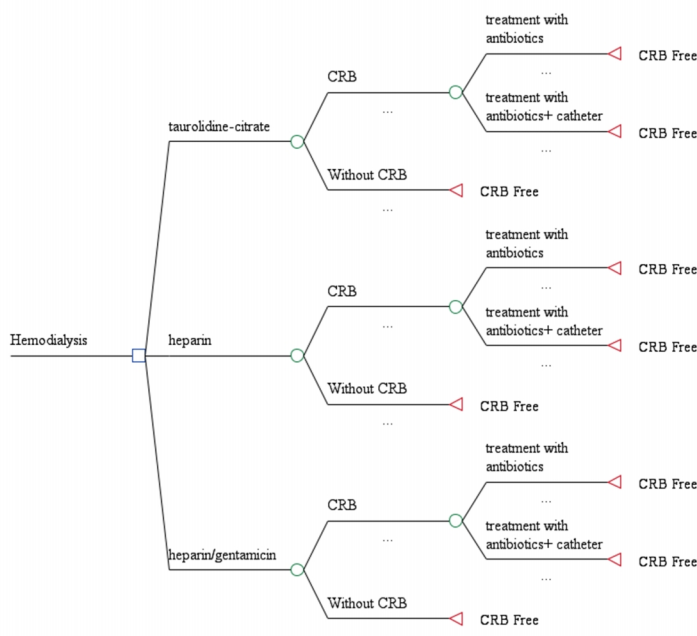 treatment with
antibiotics
CRB Free
...
CRB
treatment with
antibiotics+ catheter
CRB Free
...
...
taurolidine-citrate
Without CRB
CRB Free
...
treatment with
antibiotics
CRB Free
...
CRB
treatment with
antibiotics+ catheter
CRB Free
...
...
Hemodialysis
heparin
Without CRB
CRB Free
...
treatment with
antibiotics
CRB Free
...
CRB
treatment with
antibiotics+ catheter
CRB Free
...
...
heparin/gentamicin
Without CRB
CRB Free